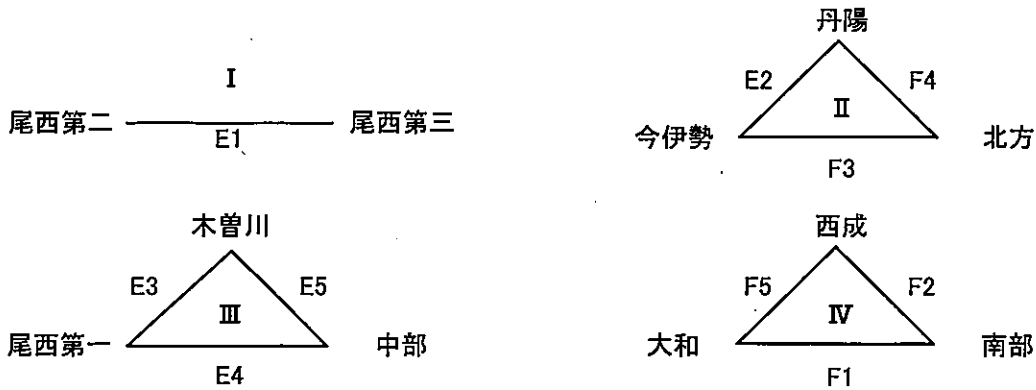 I
尾西第二
尾西第三
E1
丹陽
E2
F4
II
今伊勢
北方
F3
木曽川
E3
E5
III
尾西第一
中部
E4
西成
F5
F2
IV
大和
南部
F1